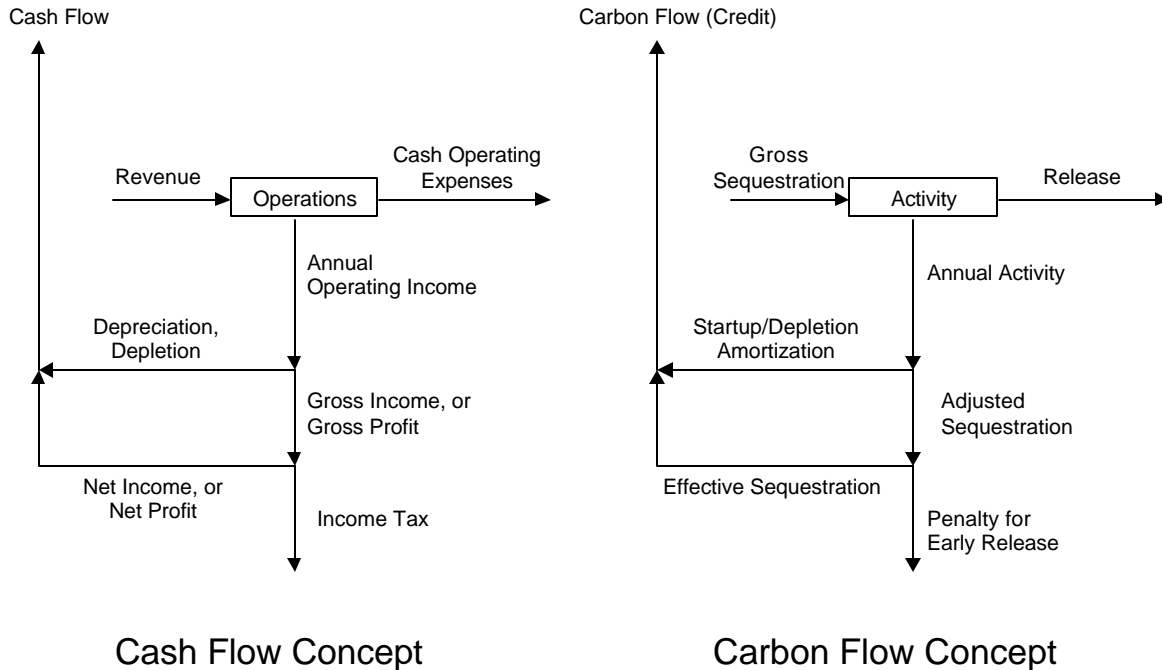 Cash Flow
Revenue
Cash Operating
Expenses
Operations
Annual
Operating Income
Depreciation,
Depletion
Gross Income, or
Gross Profit
Net Income, or
Net Profit
Income Tax
Cash Flow Concept
Carbon Flow (Credit)
Gross
Sequestration
Release
Activity
Annual Activity
Startup/Depletion
Amortization
Adjusted
Sequestration
Effective Sequestration
Penalty for
Early Release
Carbon Flow Concept